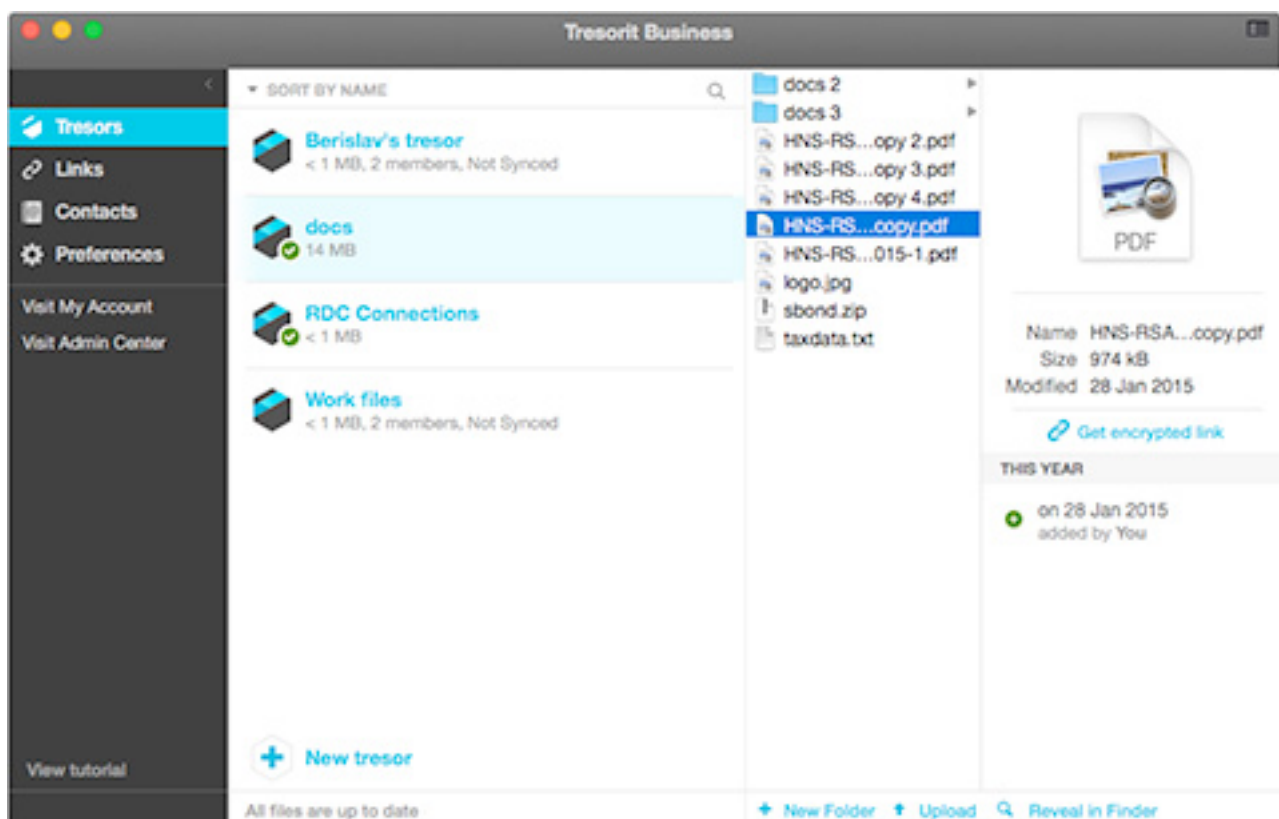 Tresorit Business
Tresors
Links
Contacts
Preferences
Visit My Account
Visit Admin Center
View tutorial
SORT BY NAME
Berislav's tresor
< 1 MB, 2 members, Not Synced
docs
14 MB
RDC Connections
< 1 MB
Work files
< 1 MB, 2 members, Not Synced
New tresor
All files are up to date
docs 2
docs 3
HNS-RS...opy 2.pdf
HNS-RS...opy 3.pdf
HNS-RS...opy 4.pdf
HNS-RS...copy.pdf
HNS-RS...015-1.pdf
logo.jpg
sbond.zip
taxdata.txt
New Folder Upload
PDF
Name HNS-RSA...copy.pdf
Size 974 kB
Modified 28 Jan 2015
Get encrypted link
THIS YEAR
on 28 Jan 2015
added by You
Reveal in Finder